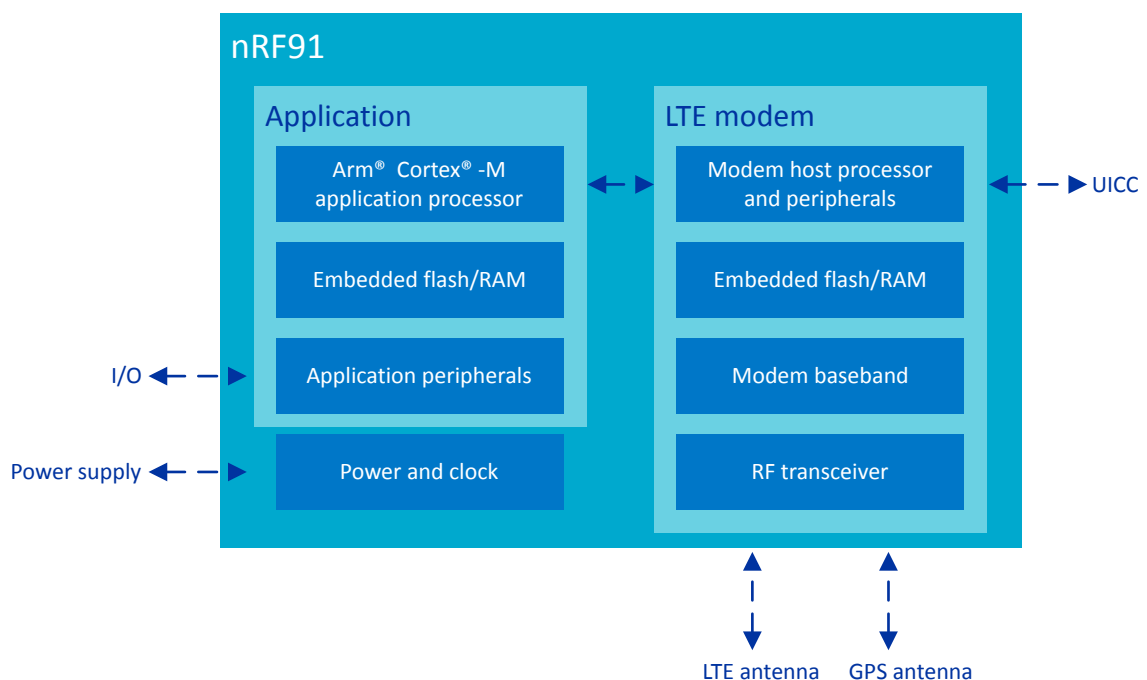 nRF91
Application
Arm® Cortex® -M
application processor
Embedded flash/RAM
Application peripherals
Power and clock
LTE modem
Modem host processor
and peripherals
Embedded flash/RAM
Modem baseband
RF transceiver
UICC
I/O
Power supply
LTE antenna
GPS antenna